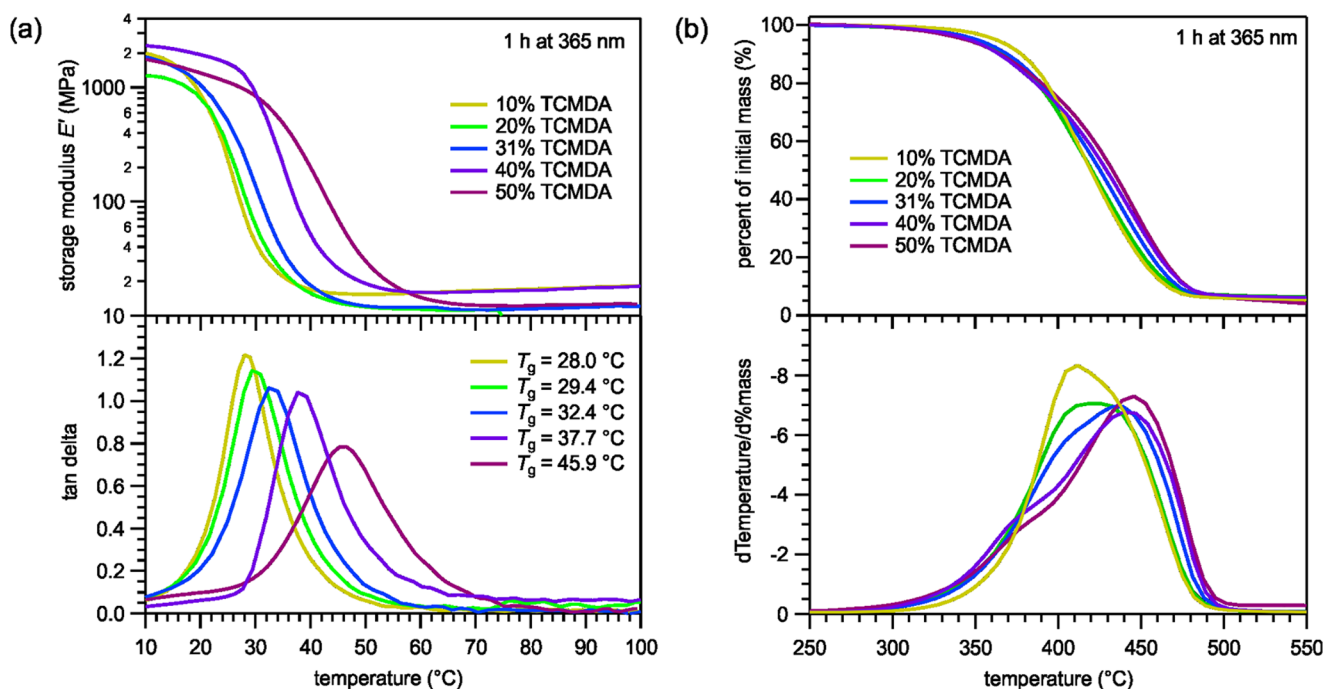 (a)
4
2
1000
6
4
2
100
6
4
2
10
storage modulus E' (MPa)
1 h at 365 nm
10% TCMDA
20% TCMDA
31% TCMDA
40% TCMDA
50% TCMDA
1.2
1.0
0.8
0.6
0.4
0.2
0.0
tan delta
Tg = 28.0 °C
Tg = 29.4 °C
Tg = 32.4 °C
Tg = 37.7 °C
Tg = 45.9 °C
10 20 30 40 50 60 70 80 90 100
temperature (°C)
(b)
100
80
60
40
20
0
percent of initial mass (%)
1 h at 365 nm
10% TCMDA
20% TCMDA
31% TCMDA
40% TCMDA
50% TCMDA
-8
-6
-4
-2
0
dTemperature/d%mass
250 300 350 400 450 500 550
temperature (°C)